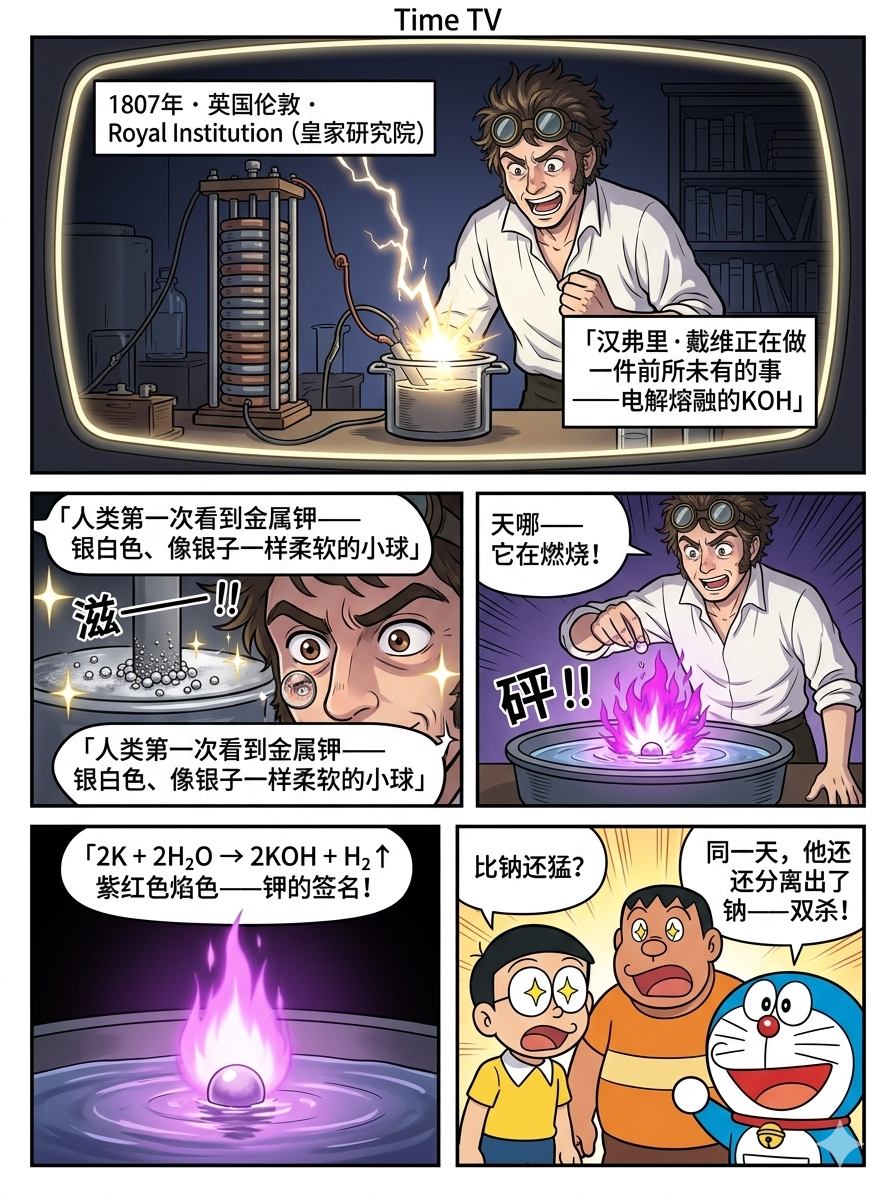 Time TV
1807年・英国伦敦・
Royal Institution（皇家研究院）
「汉弗里・戴维正在做
一件前所未有的事
——电解熔融的KOH」
「人类第一次看到金属钾——
银白色、像银子一样柔软的小球」
滋——!!
「人类第一次看到金属钾——
银白色、像银子一样柔软的小球」
天哪——
它在燃烧！
砰!!
「2K + 2H₂O → 2KOH + H₂↑
紫红色焰色——钾的签名！
比钠还猛？
同一天，他还
还分离出了
钠——双杀！